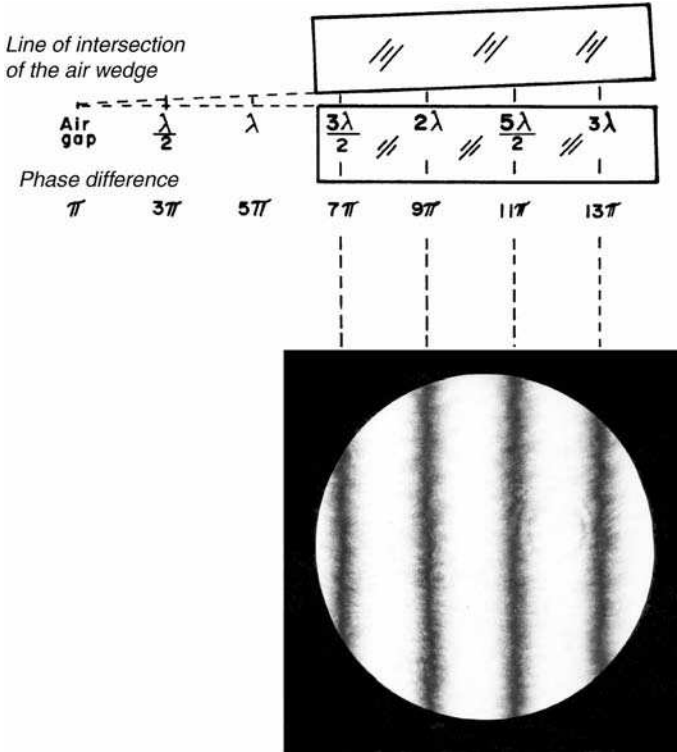 Line of intersection
of the air wedge
Air gap λ/2 λ 3λ/2 2λ 5λ/2 3λ
Phase difference
π 3π 5π 7π 9π 11π 13π